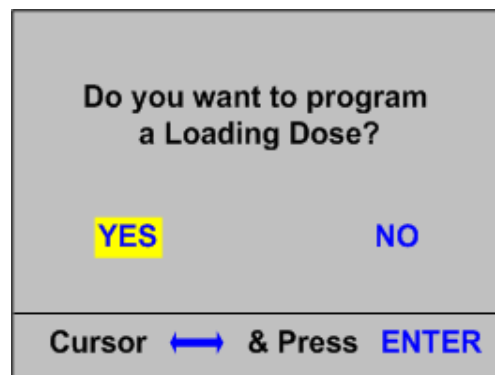 Do you want to program
a Loading Dose?
YES NO
Cursor & Press ENTER